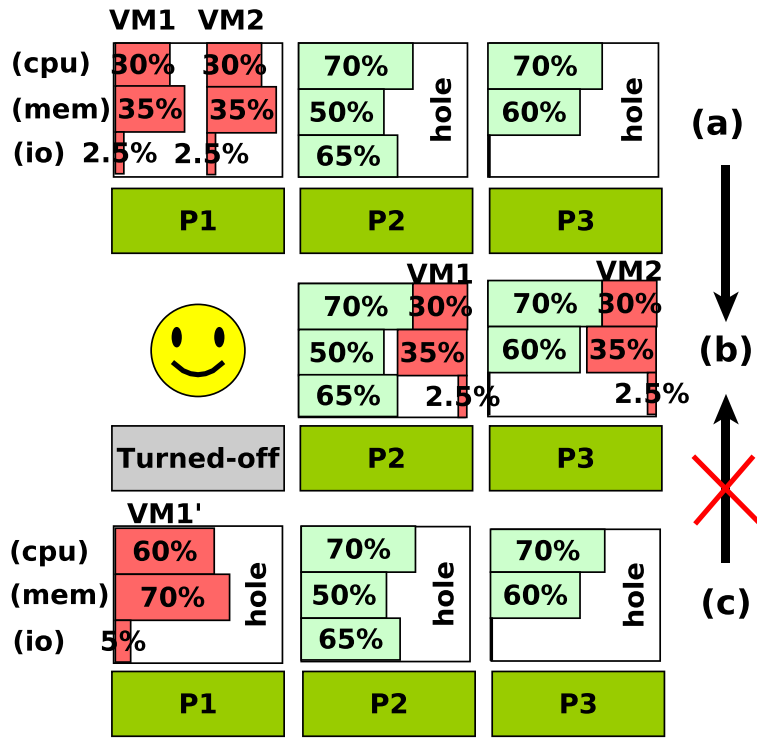 VM1 VM2
(cpu) 30% 30% 70% 70%
(mem) 35% 35% 50% hole 60% hole (a)
(io) 2.5% 2.5% 65%
P1 P2 P3
VM1 VM2
70% 30% 70% 30%
50% 35% 60% 35% (b)
65% 2.5% 2.5%
Turned-off P2 P3
VM1'
(cpu) 60% 70% 70%
(mem) 70% hole 50% hole 60% hole (c)
(io) 5% 65%
P1 P2 P3